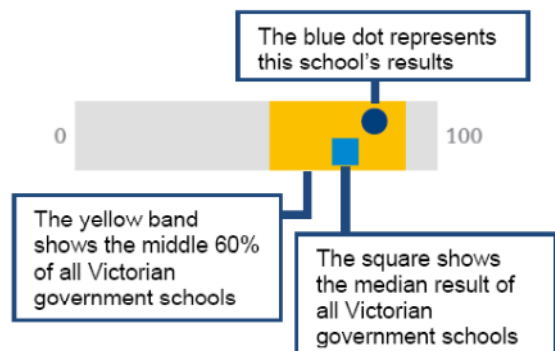 The blue dot represents
this school's results
0
100
The yellow band
shows the middle 60%
of all Victorian
government schools
The square shows
the median result of
all Victorian
government schools